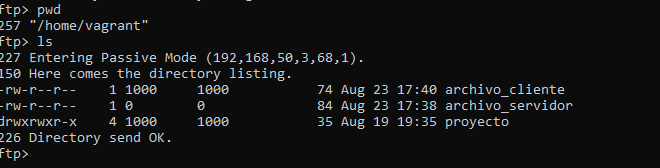 ftp> pwd
257 "/home/vagrant"
ftp> ls
227 Entering Passive Mode (192,168,50,3,68,1).
150 Here comes the directory listing.
-rw-r--r--    1 1000     1000           74 Aug 23 17:40 archivo_cliente
-rw-r--r--    1 0        0              84 Aug 23 17:38 archivo_servidor
drwxrwxr-x    4 1000     1000           35 Aug 19 19:35 proyecto
226 Directory send OK.
ftp>